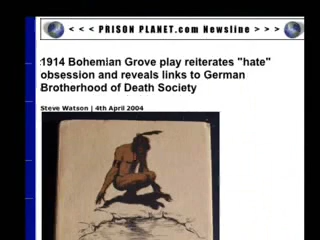 < < < PRISON PLANET.com Newsline > > >
1914 Bohemian Grove play reiterates "hate"
obsession and reveals links to German
Brotherhood of Death Society
Steve Watson | 4th April 2004